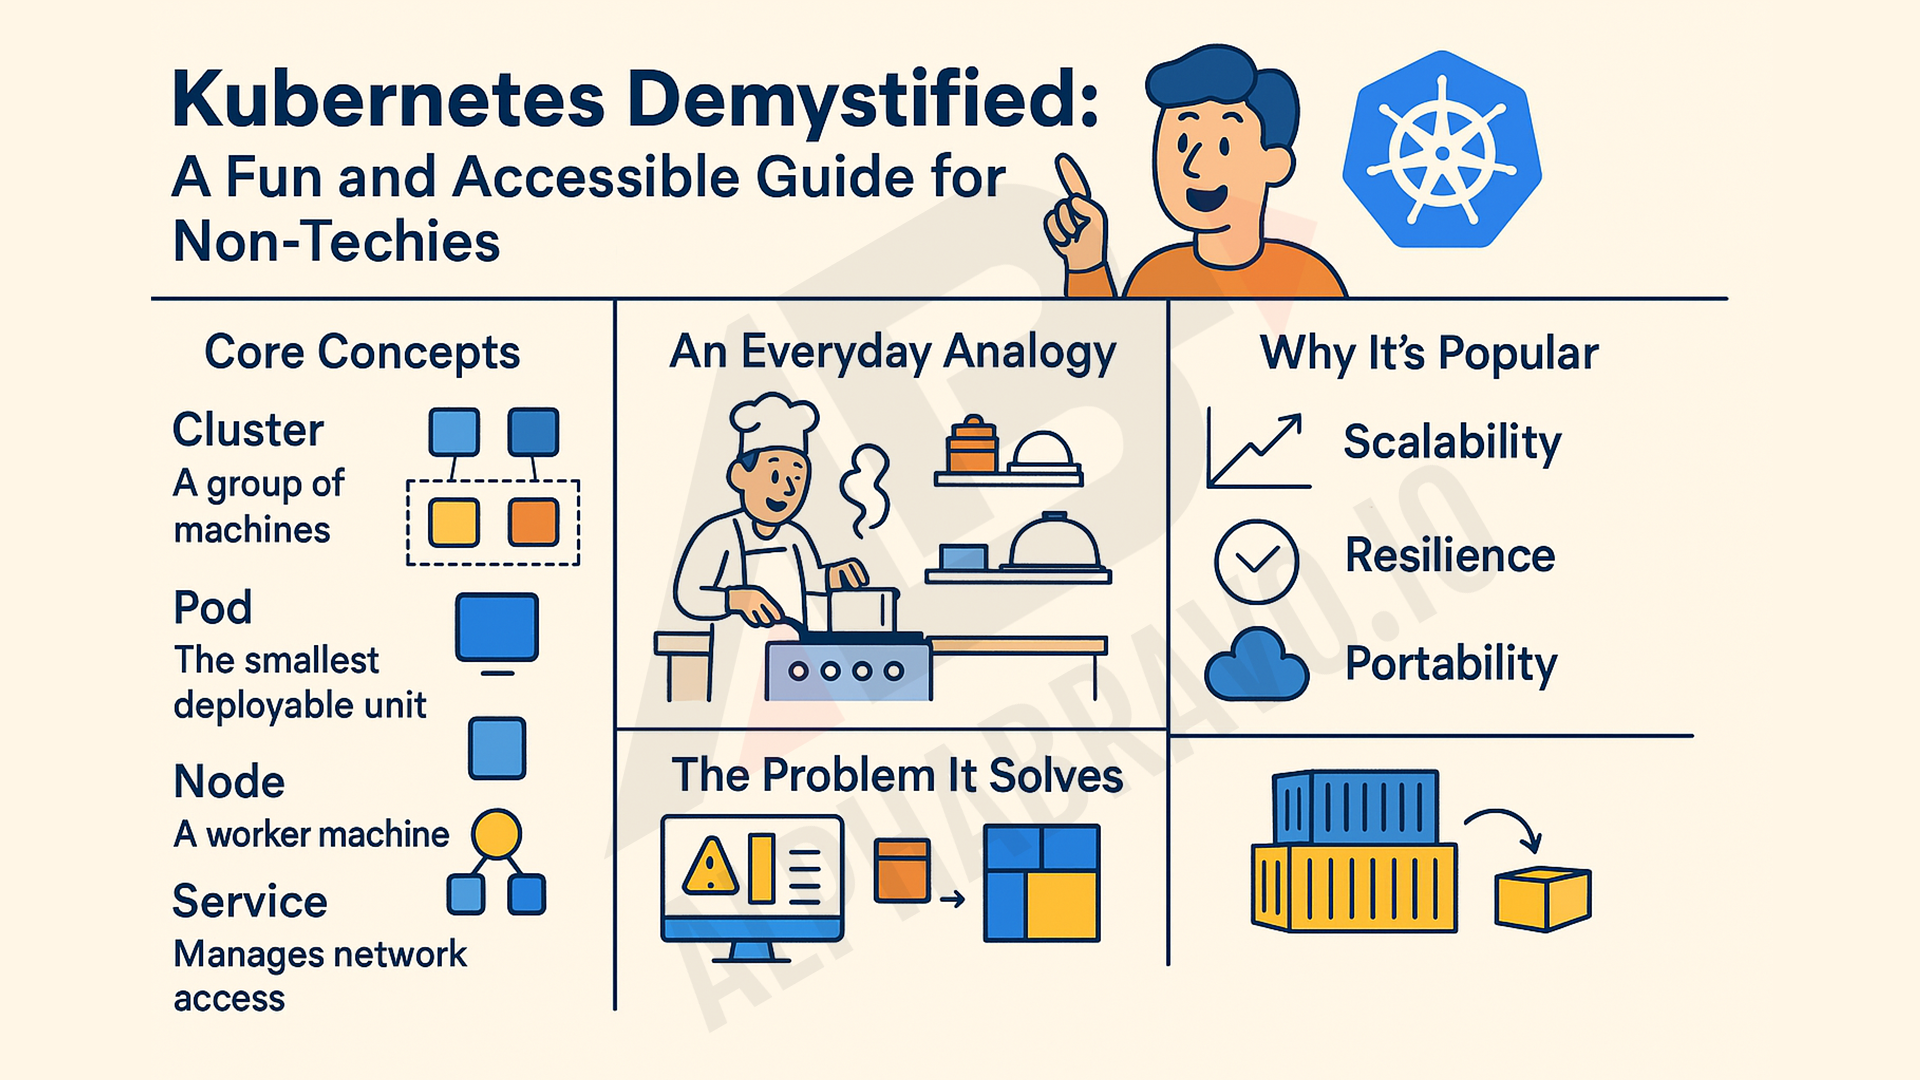 Kubernetes Demystified:
A Fun and Accessible Guide for
Non-Techies
Core Concepts
Cluster
A group of
machines
Pod
The smallest
deployable unit
Node
A worker machine
Service
Manages network
access
An Everyday Analogy
The Problem It Solves
Why It's Popular
Scalability
Resilience
Portability
AB
ALPHABRAVO.IO